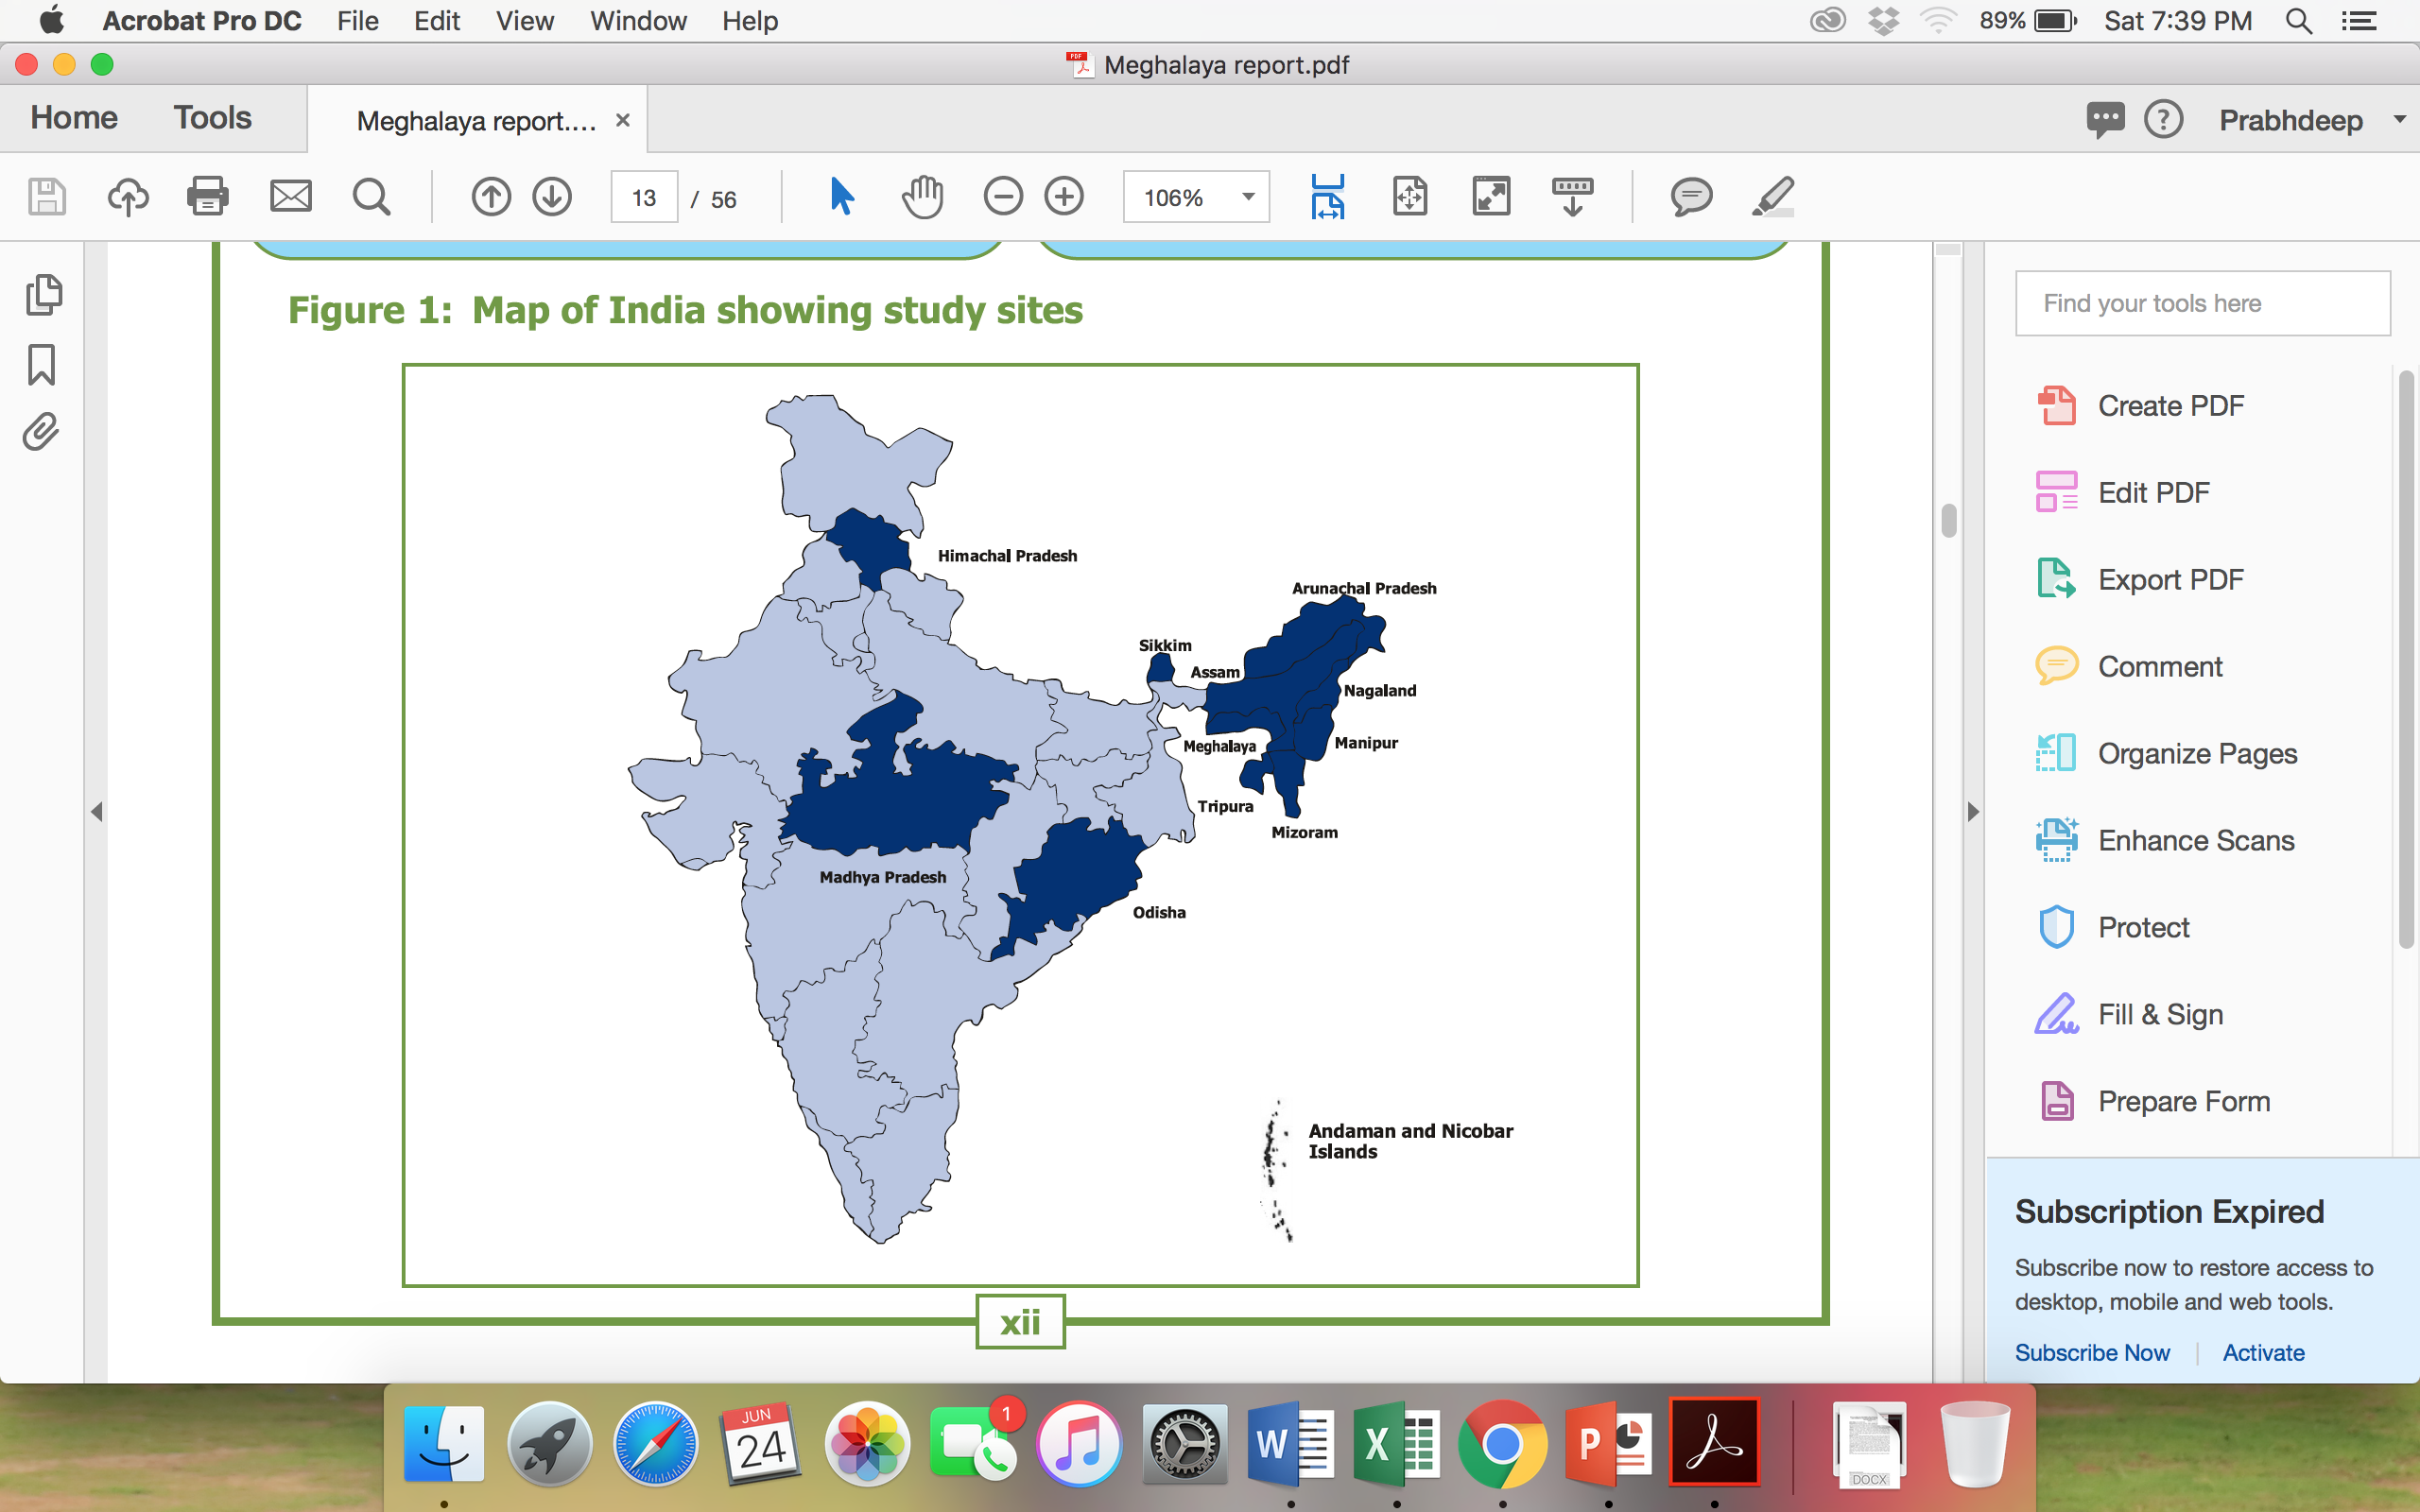 Acrobat Pro DC File Edit View Window Help 89% Sat 7:39 PM
Meghalaya report.pdf
Home Tools Meghalaya report.... × ? Prabhdeep
13 / 56 106%
Find your tools here
Create PDF
Edit PDF
Export PDF
Comment
Organize Pages
Enhance Scans
Protect
Fill & Sign
Prepare Form
Subscription Expired
Subscribe now to restore access to
desktop, mobile and web tools.
Subscribe Now Activate
Figure 1: Map of India showing study sites
Himachal Pradesh
Arunachal Pradesh
Sikkim
Assam
Nagaland
Manipur
Meghalaya
Tripura
Mizoram
Madhya Pradesh
Odisha
Andaman and Nicobar
Islands
xii
JUN
24
1
W
X
P
DOCX